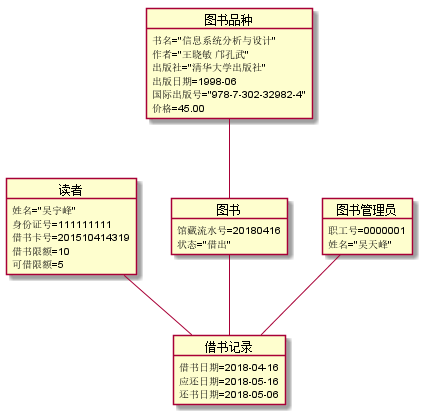 图书品种
书名="信息系统分析与设计"
作者="王晓敏 邝孔武"
出版社="清华大学出版社"
出版日期=1998-06
国际出版号="978-7-302-32982-4"
价格=45.00
读者
姓名="吴宇峰"
身份证号=111111111
借书卡号=201510414319
借书限额=10
可借限额=5
图书
馆藏流水号=20180416
状态="借出"
图书管理员
职工号=0000001
姓名="吴天峰"
借书记录
借书日期=2018-04-16
应还日期=2018-05-16
还书日期=2018-05-06